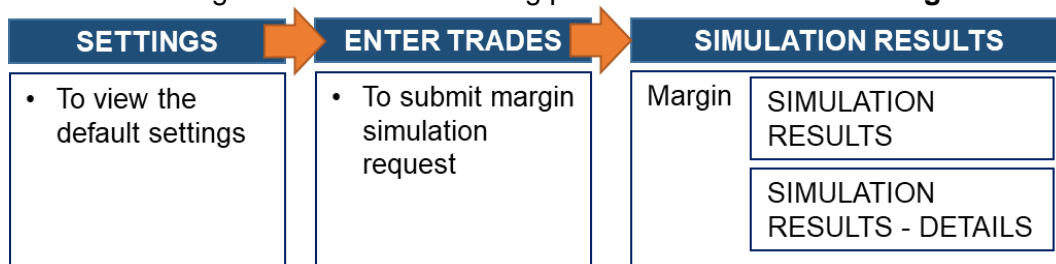 SETTINGS
ENTER TRADES
SIMULATION RESULTS
• To view the
default settings
• To submit margin
simulation
request
Margin
SIMULATION
RESULTS
SIMULATION
RESULTS - DETAILS